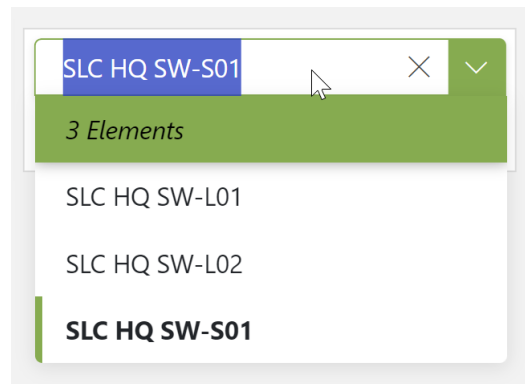 SLC HQ SW-S01
3 Elements
SLC HQ SW-L01
SLC HQ SW-L02
SLC HQ SW-S01